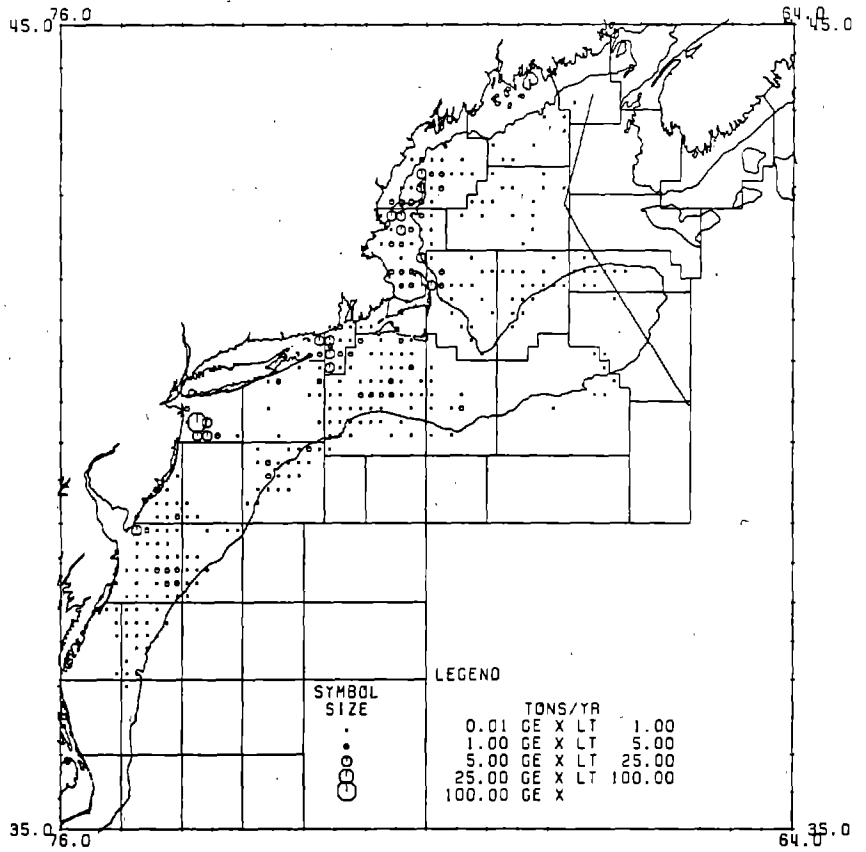 76.0 64.0
45.0 45.0
LEGEND
SYMBOL
SIZE
TONS/YR
0.01 GE X LT 1.00
1.00 GE X LT 5.00
5.00 GE X LT 25.00
25.00 GE X LT 100.00
100.00 GE X
35.0 35.0
76.0 64.0